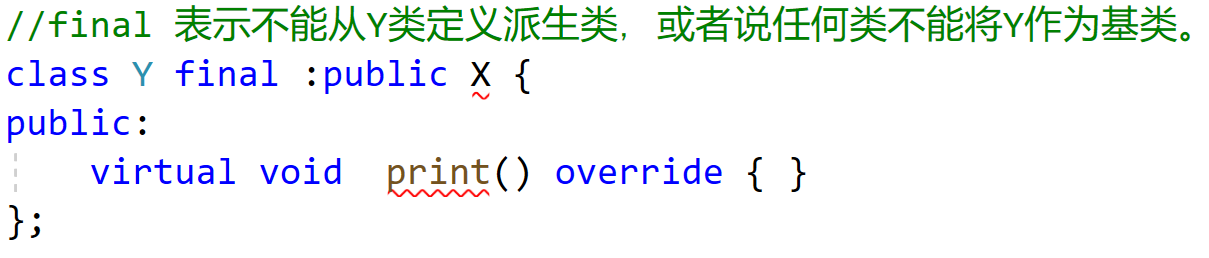 //final 表示不能从Y类定义派生类，或者说任何类不能将Y作为基类。
class Y final :public X {
public:
    virtual void  print() override { }
};